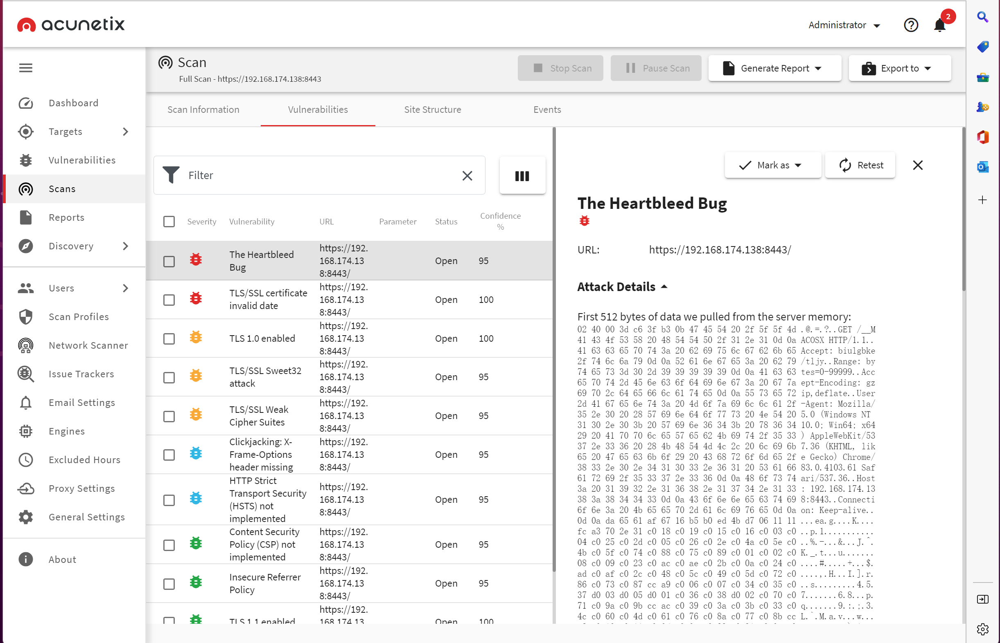 acunetix
Administrator
2
Scan
Full Scan - https://192.168.174.138:8443
Stop Scan
Pause Scan
Generate Report
Export to
Dashboard
Targets
Vulnerabilities
Scans
Reports
Discovery
Users
Scan Profiles
Network Scanner
Issue Trackers
Email Settings
Engines
Excluded Hours
Proxy Settings
General Settings
About
Scan Information
Vulnerabilities
Site Structure
Events
Filter
Severity
Vulnerability
URL
Parameter
Status
Confidence
%
The Heartbleed
Bug
https://192.
168.174.13
8:8443/
Open
95
TLS/SSL certificate
invalid date
https://192.
168.174.13
8:8443/
Open
100
TLS 1.0 enabled
https://192.
168.174.13
8:8443/
Open
100
TLS/SSL Sweet32
attack
https://192.
168.174.13
8:8443/
Open
95
TLS/SSL Weak
Cipher Suites
https://192.
168.174.13
8:8443/
Open
95
Clickjacking: X-
Frame-Options
header missing
https://192.
168.174.13
8:8443/
Open
95
HTTP Strict
Transport Security
(HSTS) not
implemented
https://192.
168.174.13
8:8443/
Open
95
Content Security
Policy (CSP) not
implemented
https://192.
168.174.13
8:8443/
Open
95
Insecure Referrer
Policy
https://192.
168.174.13
8:8443/
Open
95
TLS 1.1 enabled
https://192.
168.174.13
Open
100
Mark as
Retest
The Heartbleed Bug
URL:
https://192.168.174.138:8443/
Attack Details
First 512 bytes of data we pulled from the server memory:
02 40 00 3d c6 3f b3 0b 47 45 54 20 2f 5f 5f 4d .@.=.?..GET /__M
41 43 4f 53 58 20 48 54 54 50 2f 31 2e 31 0d 0a ACOSX HTTP/1.1..
41 63 63 65 70 74 3a 20 62 69 75 6c 67 62 6b 65 Accept: biulgbke
2f 74 6c 6a 79 0d 0a 52 61 6e 67 65 3a 20 62 79 /tljy..Range: by
74 65 73 3d 30 2d 39 39 39 39 39 0d 0a 41 63 63 tes=0-99999..Acc
65 70 74 2d 45 6e 63 6f 64 69 6e 67 3a 20 67 7a ept-Encoding: gz
69 70 2c 64 65 66 6c 61 74 65 0d 0a 55 73 65 72 ip,deflate..User
2d 41 67 65 6e 74 3a 20 4d 6f 7a 69 6c 6c 61 2f -Agent: Mozilla/
35 2e 30 20 28 57 69 6e 64 6f 77 73 20 4e 54 20 5.0 (Windows NT
31 30 2e 30 3b 20 57 69 6e 36 34 3b 20 78 36 34 10.0; Win64; x64
29 20 41 70 70 6c 65 57 65 62 4b 69 74 2f 35 33 ) AppleWebKit/53
37 2e 33 36 20 28 4b 48 54 4d 4c 2c 20 6c 69 6b 7.36 (KHTML, lik
65 20 47 65 63 6b 6f 29 20 43 68 72 6f 6d 65 2f e Gecko) Chrome/
38 33 2e 30 2e 34 31 30 33 2e 36 31 20 53 61 66 83.0.4103.61 Saf
61 72 69 2f 35 33 37 2e 33 36 0d 0a 48 6f 73 74 ari/537.36..Host
3a 20 31 39 32 2e 31 36 38 2e 31 37 34 2e 31 33 : 192.168.174.13
38 3a 38 34 34 33 0d 0a 43 6f 6e 6e 65 63 74 69 8:8443..Connecti
6f 6e 3a 20 4b 65 65 70 2d 61 6c 69 76 65 0d 0a on: Keep-alive..
0d 0a da 65 61 af 67 16 b5 b0 ed 4b d7 06 11 11 ...ea.g....K....
fc a3 70 2e 31 c0 18 c0 19 c0 15 c0 16 c0 03 c0 ..p.1...........
04 c0 25 c0 2d c0 05 c0 26 c0 2e c0 4a c0 5e c0 ..%.-...&...J.^.
4b c0 5f c0 74 c0 88 c0 75 c0 89 c0 01 c0 02 c0 K._.t...u.......
08 c0 09 c0 23 c0 ac c0 ae c0 2b c0 0a c0 24 c0 ....#.....+...$.
ad c0 af c0 2c c0 48 c0 5c c0 49 c0 5d c0 72 c0 ....,.H...I.].r.
86 c0 73 c0 87 cc a9 c0 06 c0 07 c0 34 c0 35 c0 ..s.........4.5.
37 d0 03 d0 05 d0 01 c0 36 c0 38 d0 02 c0 70 c0 7.......6.8...p.
71 c0 9a c0 9b cc ac c0 39 c0 3a c0 3b c0 33 c0 q.......9.:.;.3.
4c c0 60 c0 4d c0 61 c0 76 c0 8a c0 77 c0 8b cc L.`.M.a.v...w...